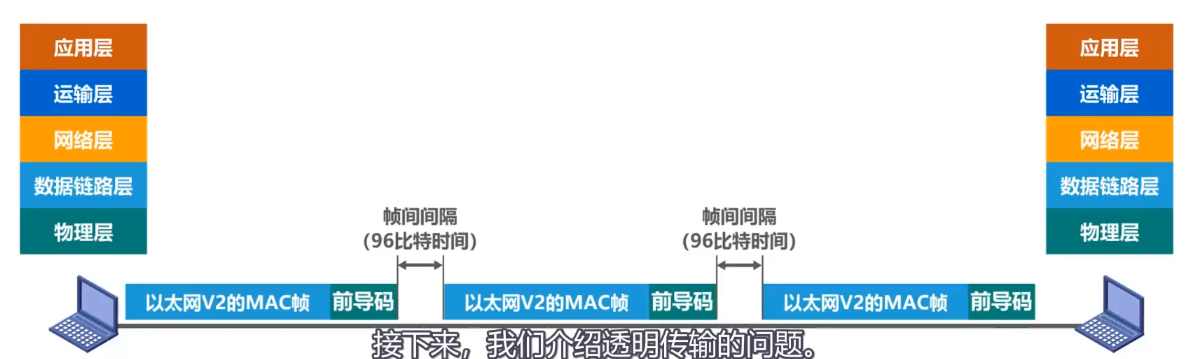 应用层
运输层
网络层
数据链路层
物理层
应用层
运输层
网络层
数据链路层
物理层
帧间间隔
(96比特时间)
帧间间隔
(96比特时间)
以太网V2的MAC帧 前导码 以太网V2的MAC帧 前导码 以太网V2的MAC帧 前导码
接下来，我们介绍透明传输的问题。